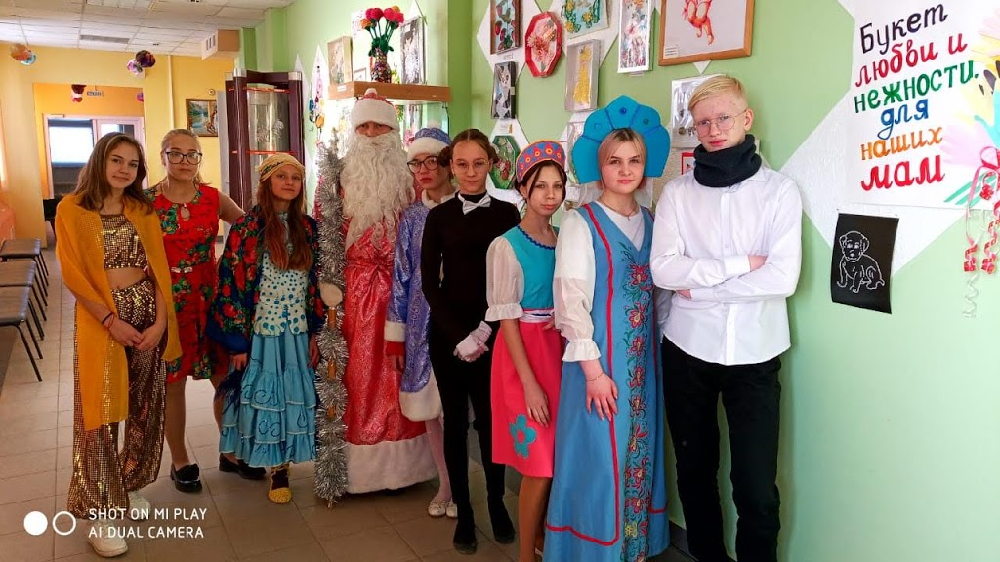 Букет
любви и
нежности
для
наших
мам
SHOT ON MI PLAY
AI DUAL CAMERA